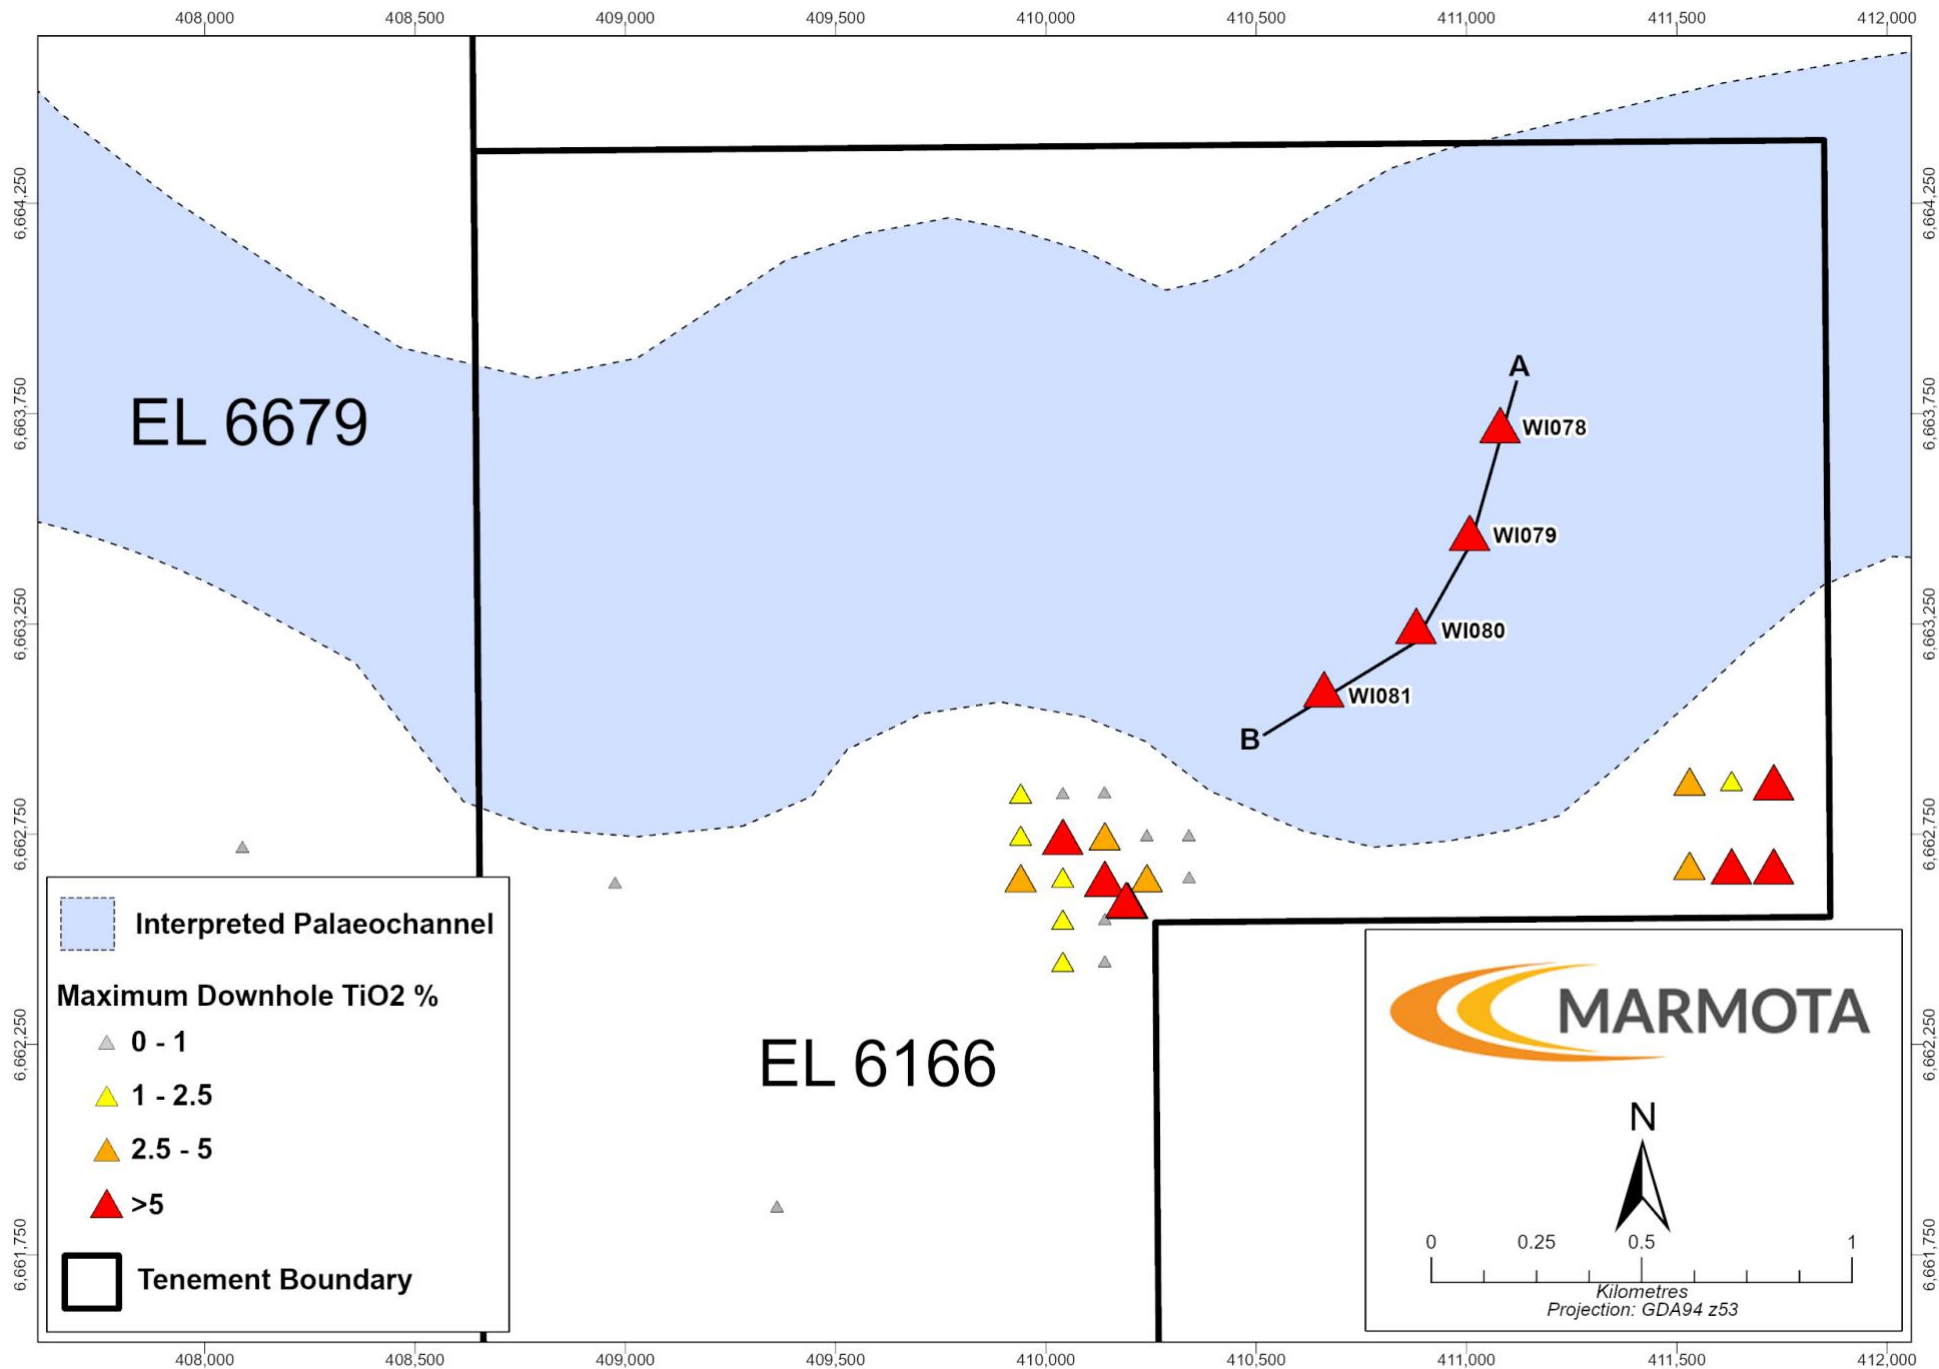 408,000 408,500 409,000 409,500 410,000 410,500 411,000 411,500 412,000
6,664,250 6,664,250
A
6,663,750 EL 6679 WI078 6,663,750
WI079
6,663,250 WI080 6,663,250
WI081
B
6,662,750 6,662,750
Interpreted Palaeochannel
Maximum Downhole TiO2 %
0 - 1
1 - 2.5
2.5 - 5
>5
Tenement Boundary
6,662,250 EL 6166 6,662,250
MARMOTA
N
0 0.25 0.5 1
Kilometres
Projection: GDA94 z53
6,661,750 6,661,750
408,000 408,500 409,000 409,500 410,000 410,500 411,000 411,500 412,000